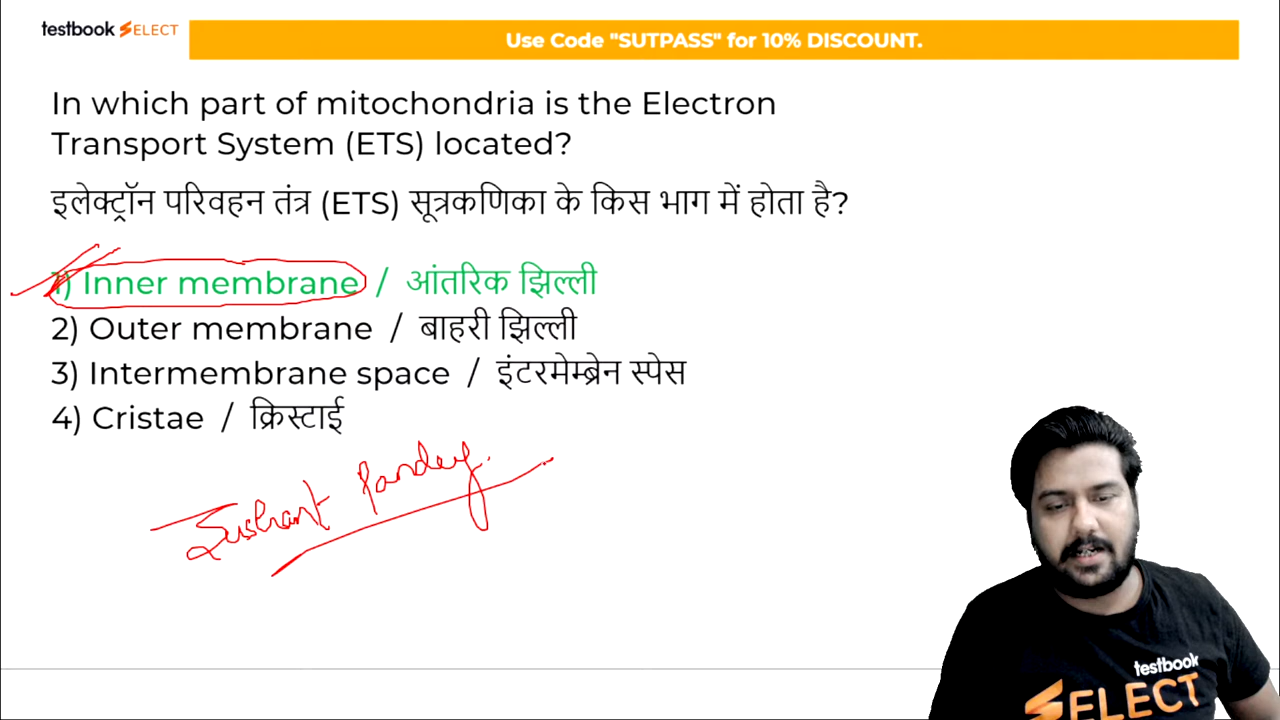 testbook SELECT
Use Code "SUTPASS" for 10% DISCOUNT.
In which part of mitochondria is the Electron
Transport System (ETS) located?
इलेक्ट्रॉन परिवहन तंत्र (ETS) सूत्रकणिका के किस भाग में होता है?
1) Inner membrane / आंतरिक झिल्ली
2) Outer membrane / बाहरी झिल्ली
3) Intermembrane space / इंटरमेम्ब्रेन स्पेस
4) Cristae / क्रिस्टाई
Sushant Pandey.
testbook
SELECT